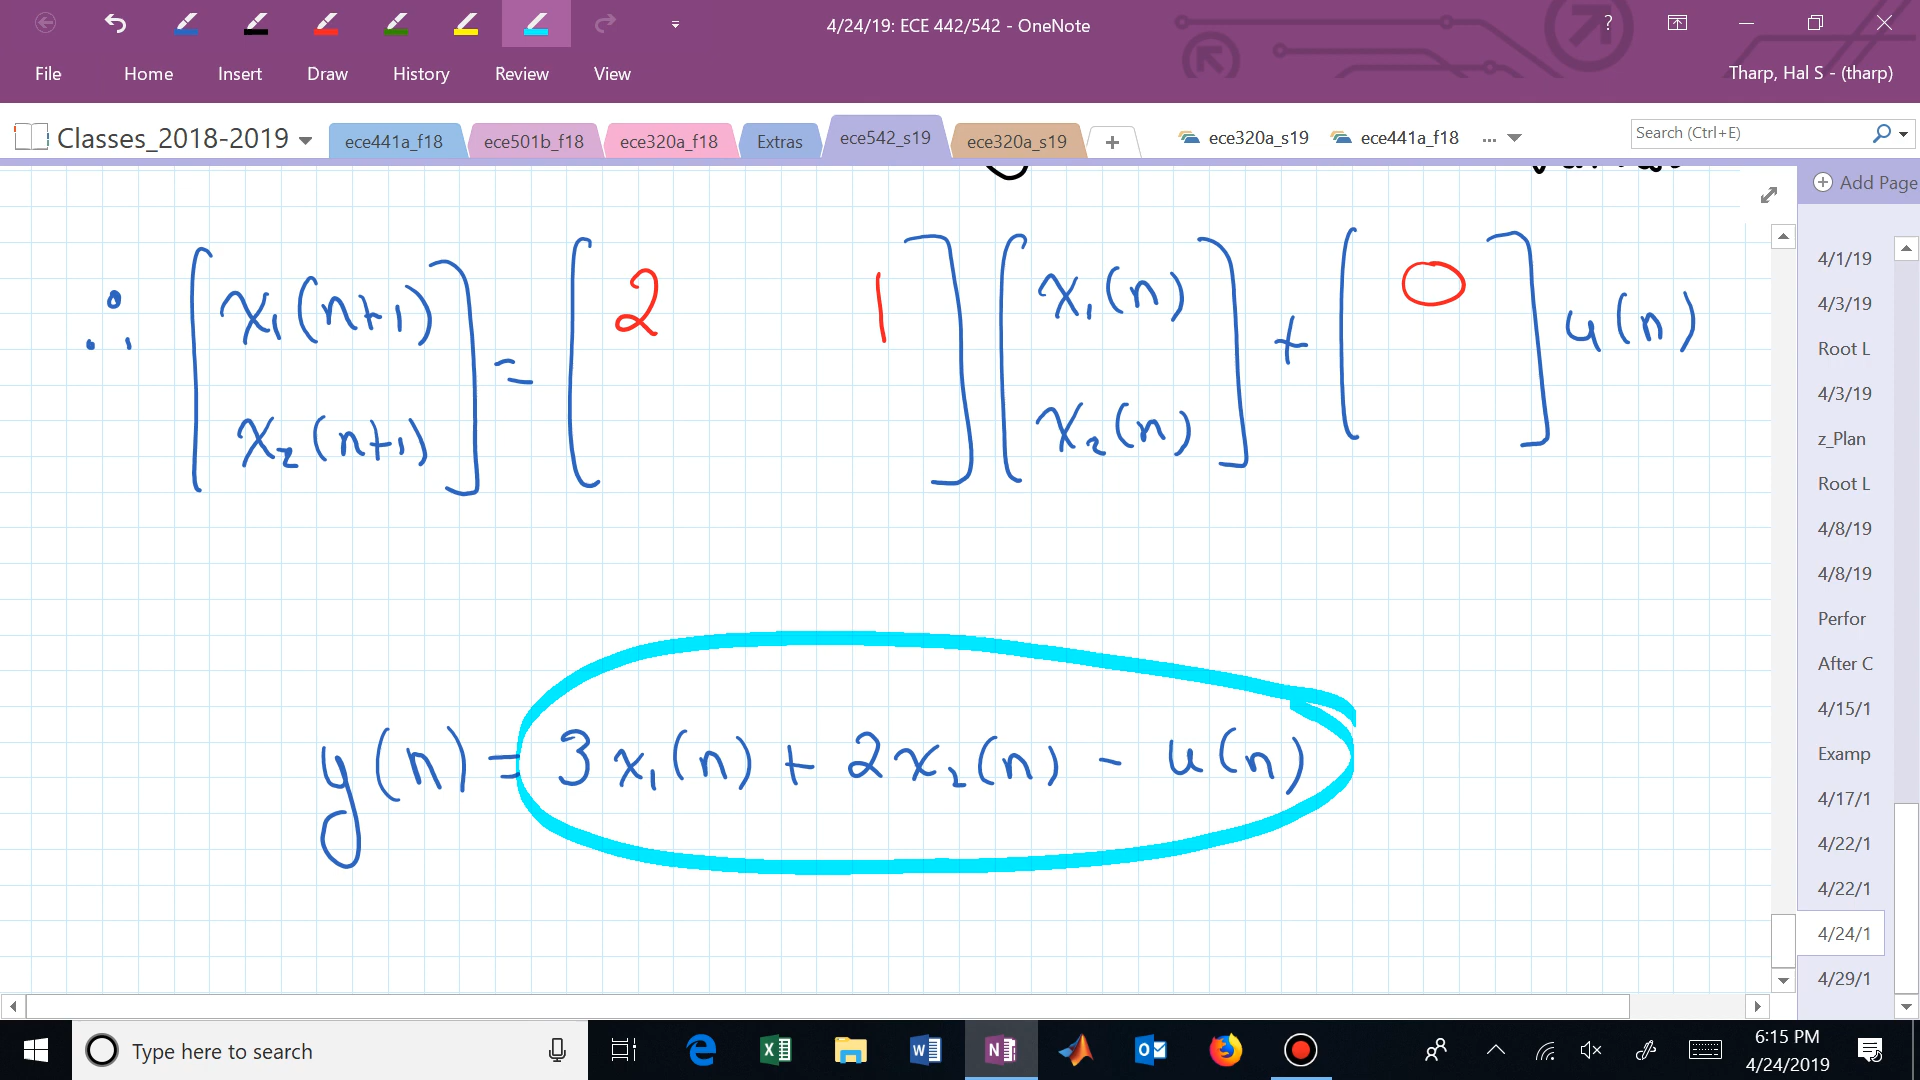 4/24/19: ECE 442/542 - OneNote
?
File Home Insert Draw History Review View
Tharp, Hal S - (tharp)
Classes_2018-2019 ece441a_f18 ece501b_f18 ece320a_f18 Extras ece542_s19 ece320a_s19 + ece320a_s19 ece441a_f18 ...
Search (Ctrl+E)
Add Page
4/1/19
4/3/19
Root L
4/3/19
z_Plan
Root L
4/8/19
4/8/19
Perfor
After C
4/15/1
Examp
4/17/1
4/22/1
4/22/1
4/24/1
4/29/1
∴ [x₁(n+1) = [2 1] [x₁(n) + [0] u(n)
x₂(n+1)] x₂(n)]
y(n) = 3x₁(n) + 2x₂(n) - u(n)
Type here to search
6:15 PM
4/24/2019